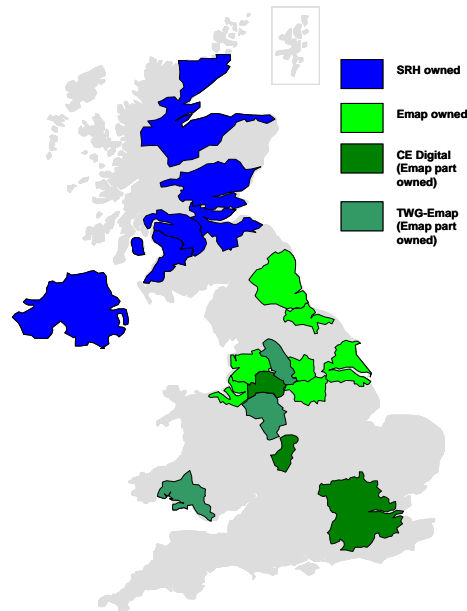 SRH owned
Emap owned
CE Digital
(Emap part
owned)
TWG-Emap
(Emap part
owned)